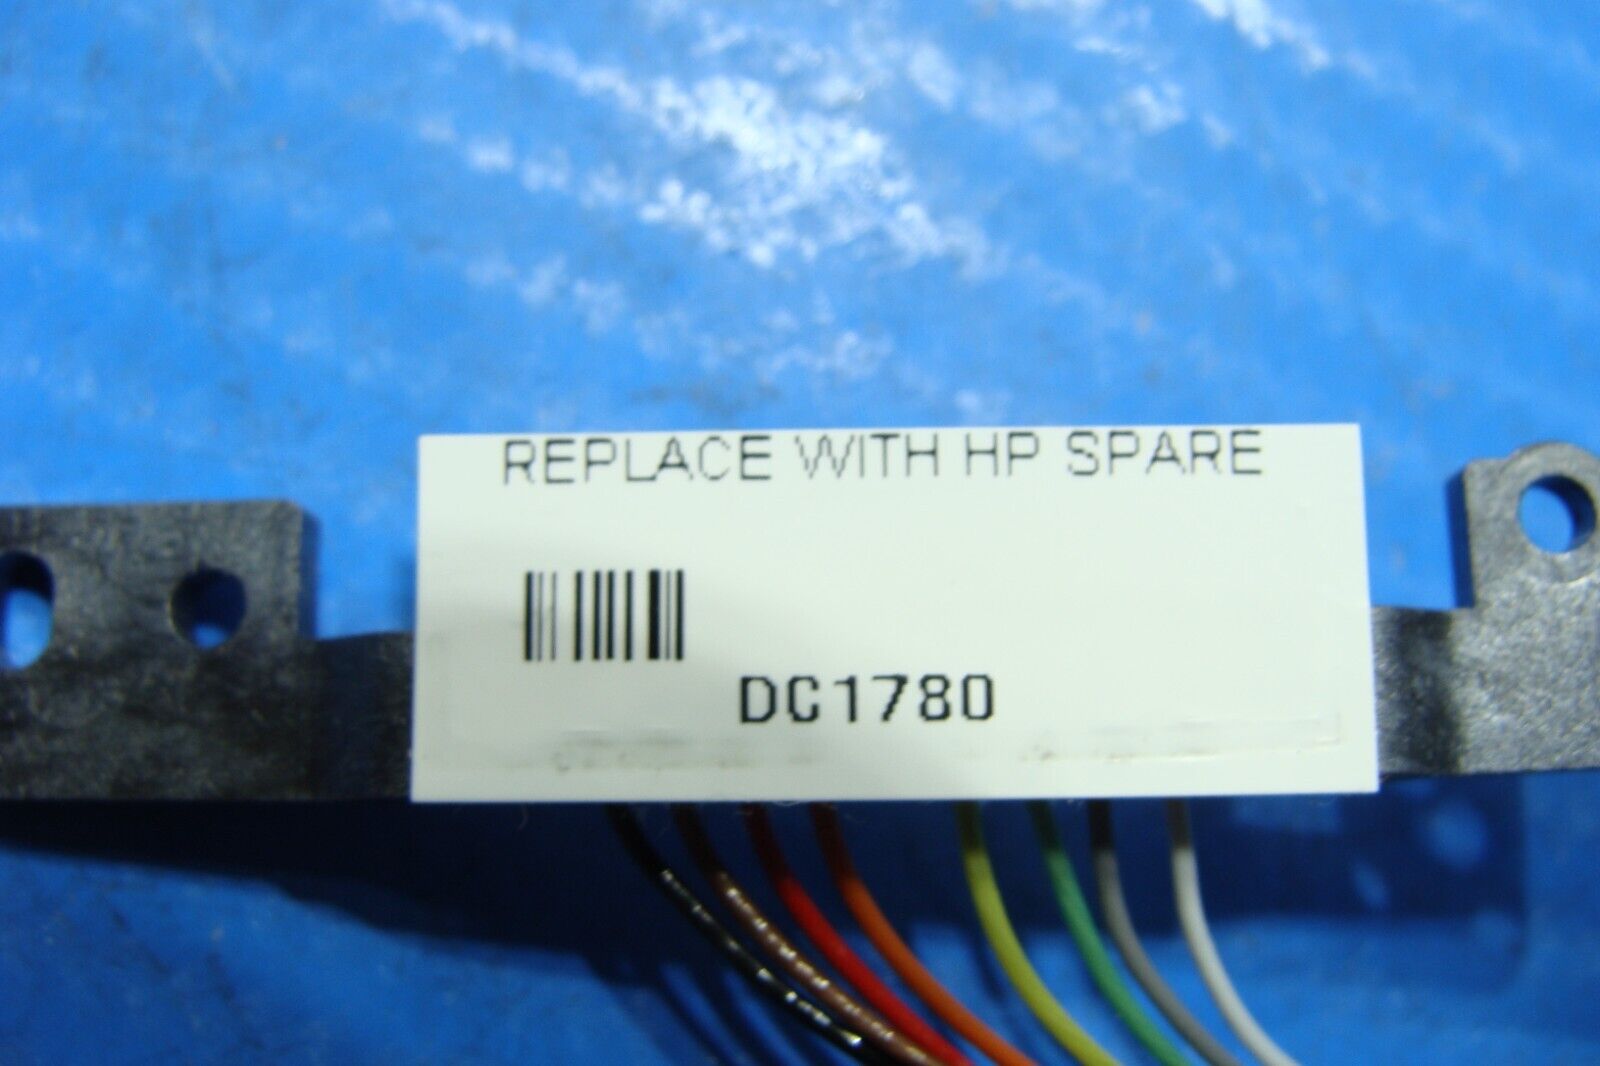 REPLACE WITH HP SPARE
DC1780